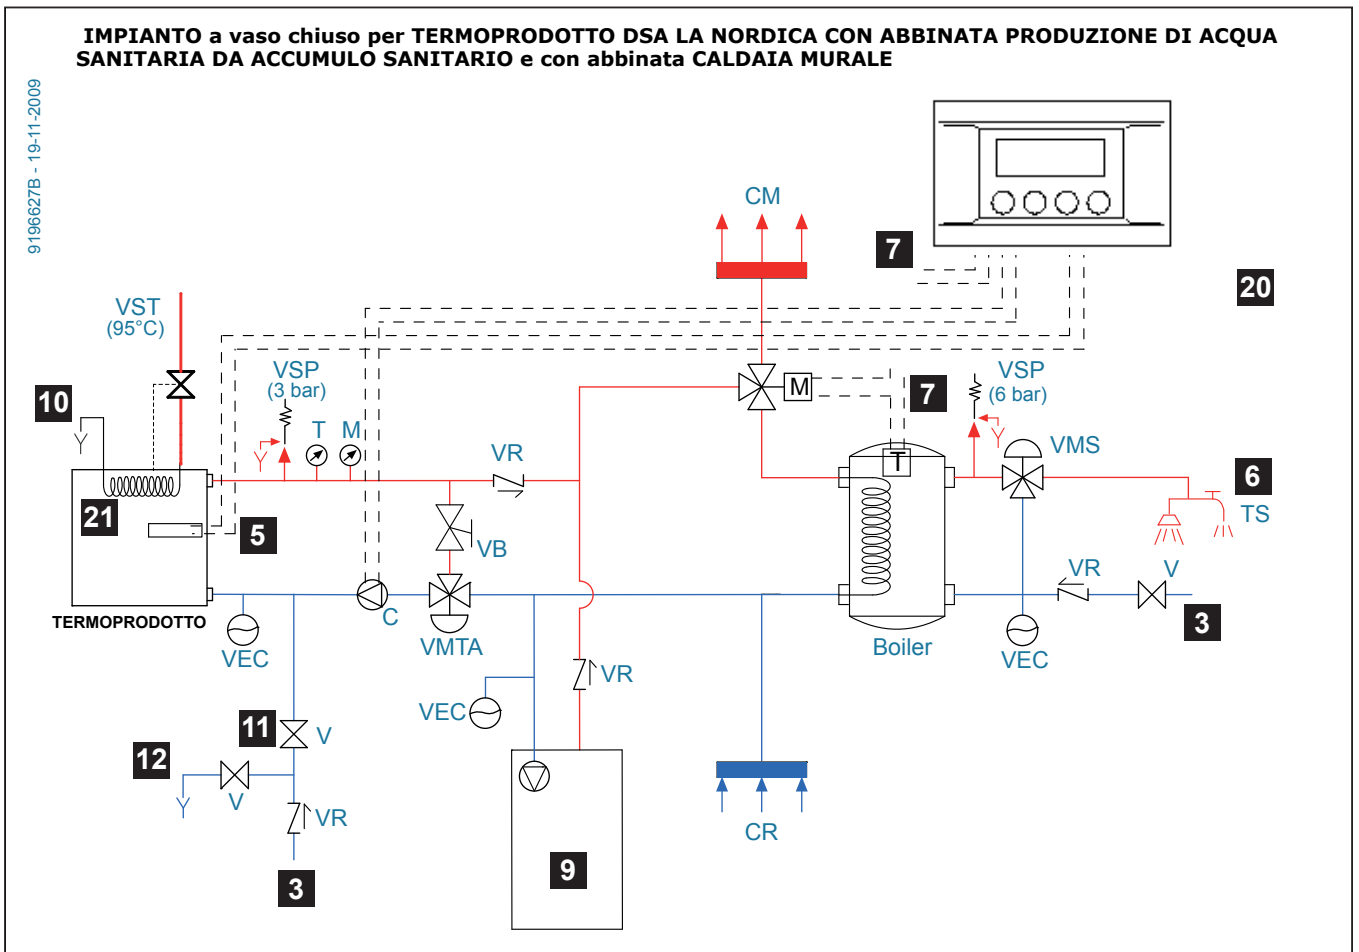 IMPIANTO a vaso chiuso per TERMOPRODOTTO DSA LA NORDICA CON ABBINATA PRODUZIONE DI ACQUA
SANITARIA DA ACCUMULO SANITARIO e con abbinata CALDAIA MURALE
9196627B - 19-11-2009
CM
7
20
VST
(95°C)
VSP
(3 bar)
VSP
(6 bar)
10
T
M
M
7
VR
VMS
T
6
TS
21
5
VB
VR
V
3
C
TERMOPRODOTTO
VEC
VMTA
Boiler
VEC
VR
VEC
11
V
12
V
VR
CR
9
3